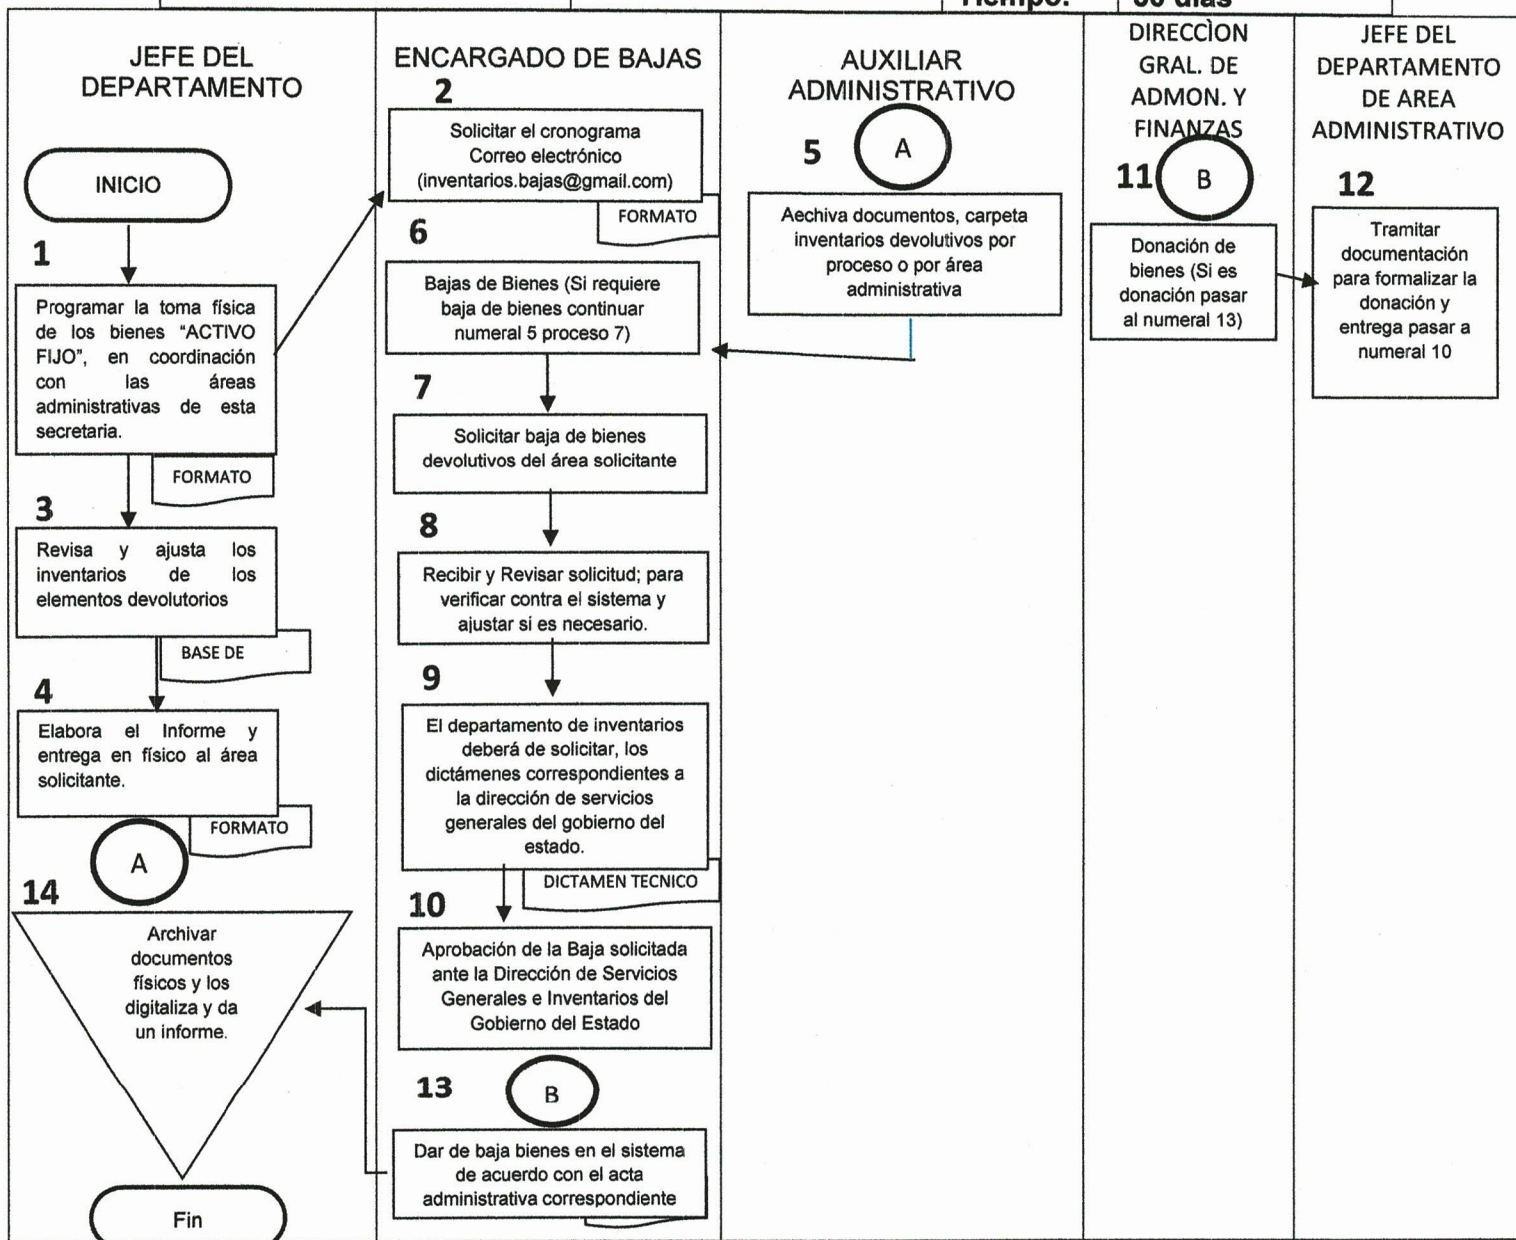 Tiempo:
60 días
JEFE DEL
DEPARTAMENTO
INICIO
1
Programar la toma física
de los bienes “ACTIVO
FIJO”, en coordinación
con las áreas
administrativas de esta
secretaria.
FORMATO
3
Revisa y ajusta los
inventarios de los
elementos devolutorios
BASE DE
4
Elabora el Informe y
entrega en físico al área
solicitante.
FORMATO
A
14
Archivar
documentos
físicos y los
digitaliza y da
un informe.
Fin
ENCARGADO DE BAJAS
2
Solicitar el cronograma
Correo electrónico
(inventarios.bajas@gmail.com)
FORMATO
6
Bajas de Bienes (Si requiere
baja de bienes continuar
numeral 5 proceso 7)
7
Solicitar baja de bienes
devolutivos del área solicitante
8
Recibir y Revisar solicitud; para
verificar contra el sistema y
ajustar si es necesario.
9
El departamento de inventarios
deberá de solicitar, los
dictámenes correspondientes a
la dirección de servicios
generales del gobierno del
estado.
DICTAMEN TECNICO
10
Aprobación de la Baja solicitada
ante la Dirección de Servicios
Generales e Inventarios del
Gobierno del Estado
13
B
Dar de baja bienes en el sistema
de acuerdo con el acta
administrativa correspondiente
AUXILIAR
ADMINISTRATIVO
5
A
Aechiva documentos, carpeta
inventarios devolutivos por
proceso o por área
administrativa
DIRECCÌON
GRAL. DE
ADMON. Y
FINANZAS
11
B
Donación de
bienes (Si es
donación pasar
al numeral 13)
JEFE DEL
DEPARTAMENTO
DE AREA
ADMINISTRATIVO
12
Tramitar
documentación
para formalizar la
donación y
entrega pasar a
numeral 10